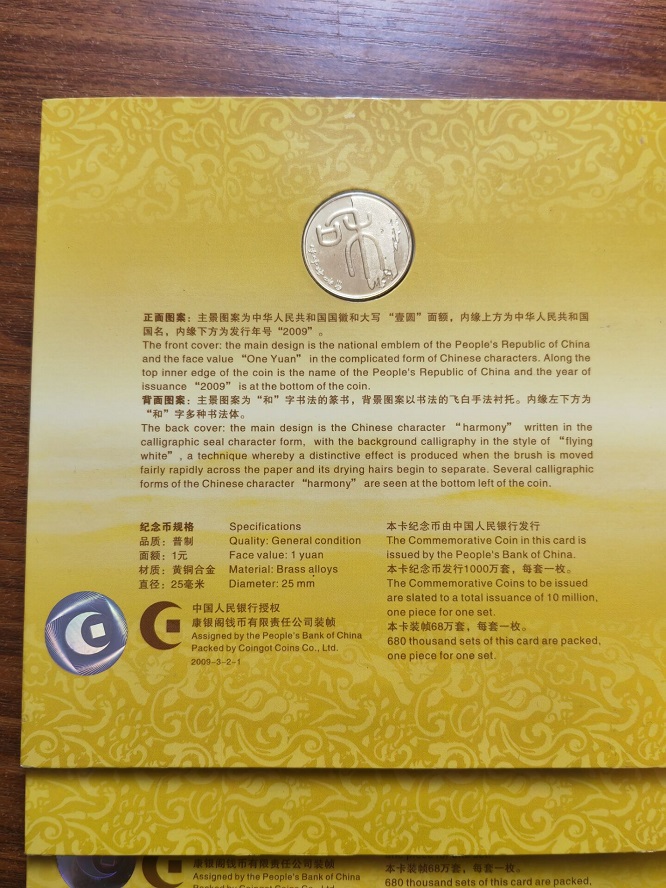 正面图案：主景图案为中华人民共和国国徽和大写“壹圆”面额，内缘上方为中华人民共和国
国名，内缘下方为发行年号“2009”。
The front cover: the main design is the national emblem of the People's Republic of China
and the face value “One Yuan” in the complicated form of Chinese characters. Along the
top inner edge of the coin is the name of the People's Republic of China and the year of
issuance “2009” is at the bottom of the coin.
背面图案：主景图案为“和”字书法的篆书，背景图案以书法的飞白手法衬托。内缘左下方为
“和”字多种书法体。
The back cover: the main design is the Chinese character “harmony” written in the
calligraphic seal character form, with the background calligraphy in the style of “flying
white”, a technique whereby a distinctive effect is produced when the brush is moved
fairly rapidly across the paper and its drying hairs begin to separate. Several calligraphic
forms of the Chinese character “harmony” are seen at the bottom left of the coin.
纪念币规格 Specifications
品质：普制 Quality: General condition
面额：1元 Face value: 1 yuan
材质：黄铜合金 Material: Brass alloys
直径：25毫米 Diameter: 25 mm
本卡纪念币由中国人民银行发行
The Commemorative Coin in this card is
issued by the People's Bank of China.
本卡纪念币发行1000万套，每套一枚。
The Commemorative Coins to be issued
are slated to a total issuance of 10 million,
one piece for one set.
本卡装帧68万套，每套一枚。
680 thousand sets of this card are packed,
one piece for one set.
中国人民银行授权
康银阁钱币有限责任公司装帧
Assigned by the People's Bank of China
Packed by Coingot Coins Co., Ltd.
2009-3-2-1
康银阁钱币有限责任公司装帧
Assigned by the People's Bank of China
Packed by Coingot Coins Co., Ltd.
本卡装帧68万套，每套一枚。
680 thousand sets of this card are packed,